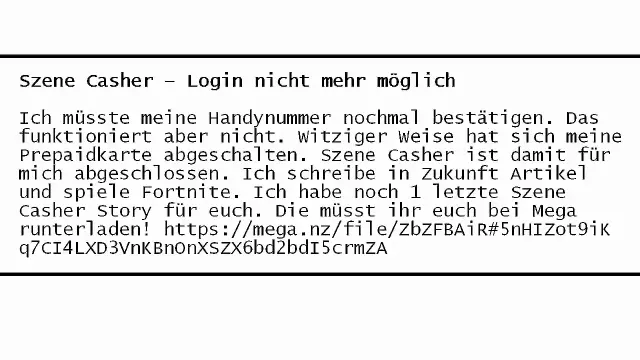 Szene Casher – Login nicht mehr möglich
Ich müsste meine Handynummer nochmal bestätigen. Das
funktioniert aber nicht. Witziger Weise hat sich meine
Prepaidkarte abgeschalten. Szene Casher ist damit für
mich abgeschlossen. Ich schreibe in Zukunft Artikel
und spiele Fortnite. Ich habe noch 1 letzte Szene
Casher Story für euch. Die müsst ihr euch bei Mega
runterladen! https://mega.nz/file/ZbZFBAiR#5nHIZot9iK
q7CI4LXD3VnKBnOnXSZX6bd2bdI5crmZA